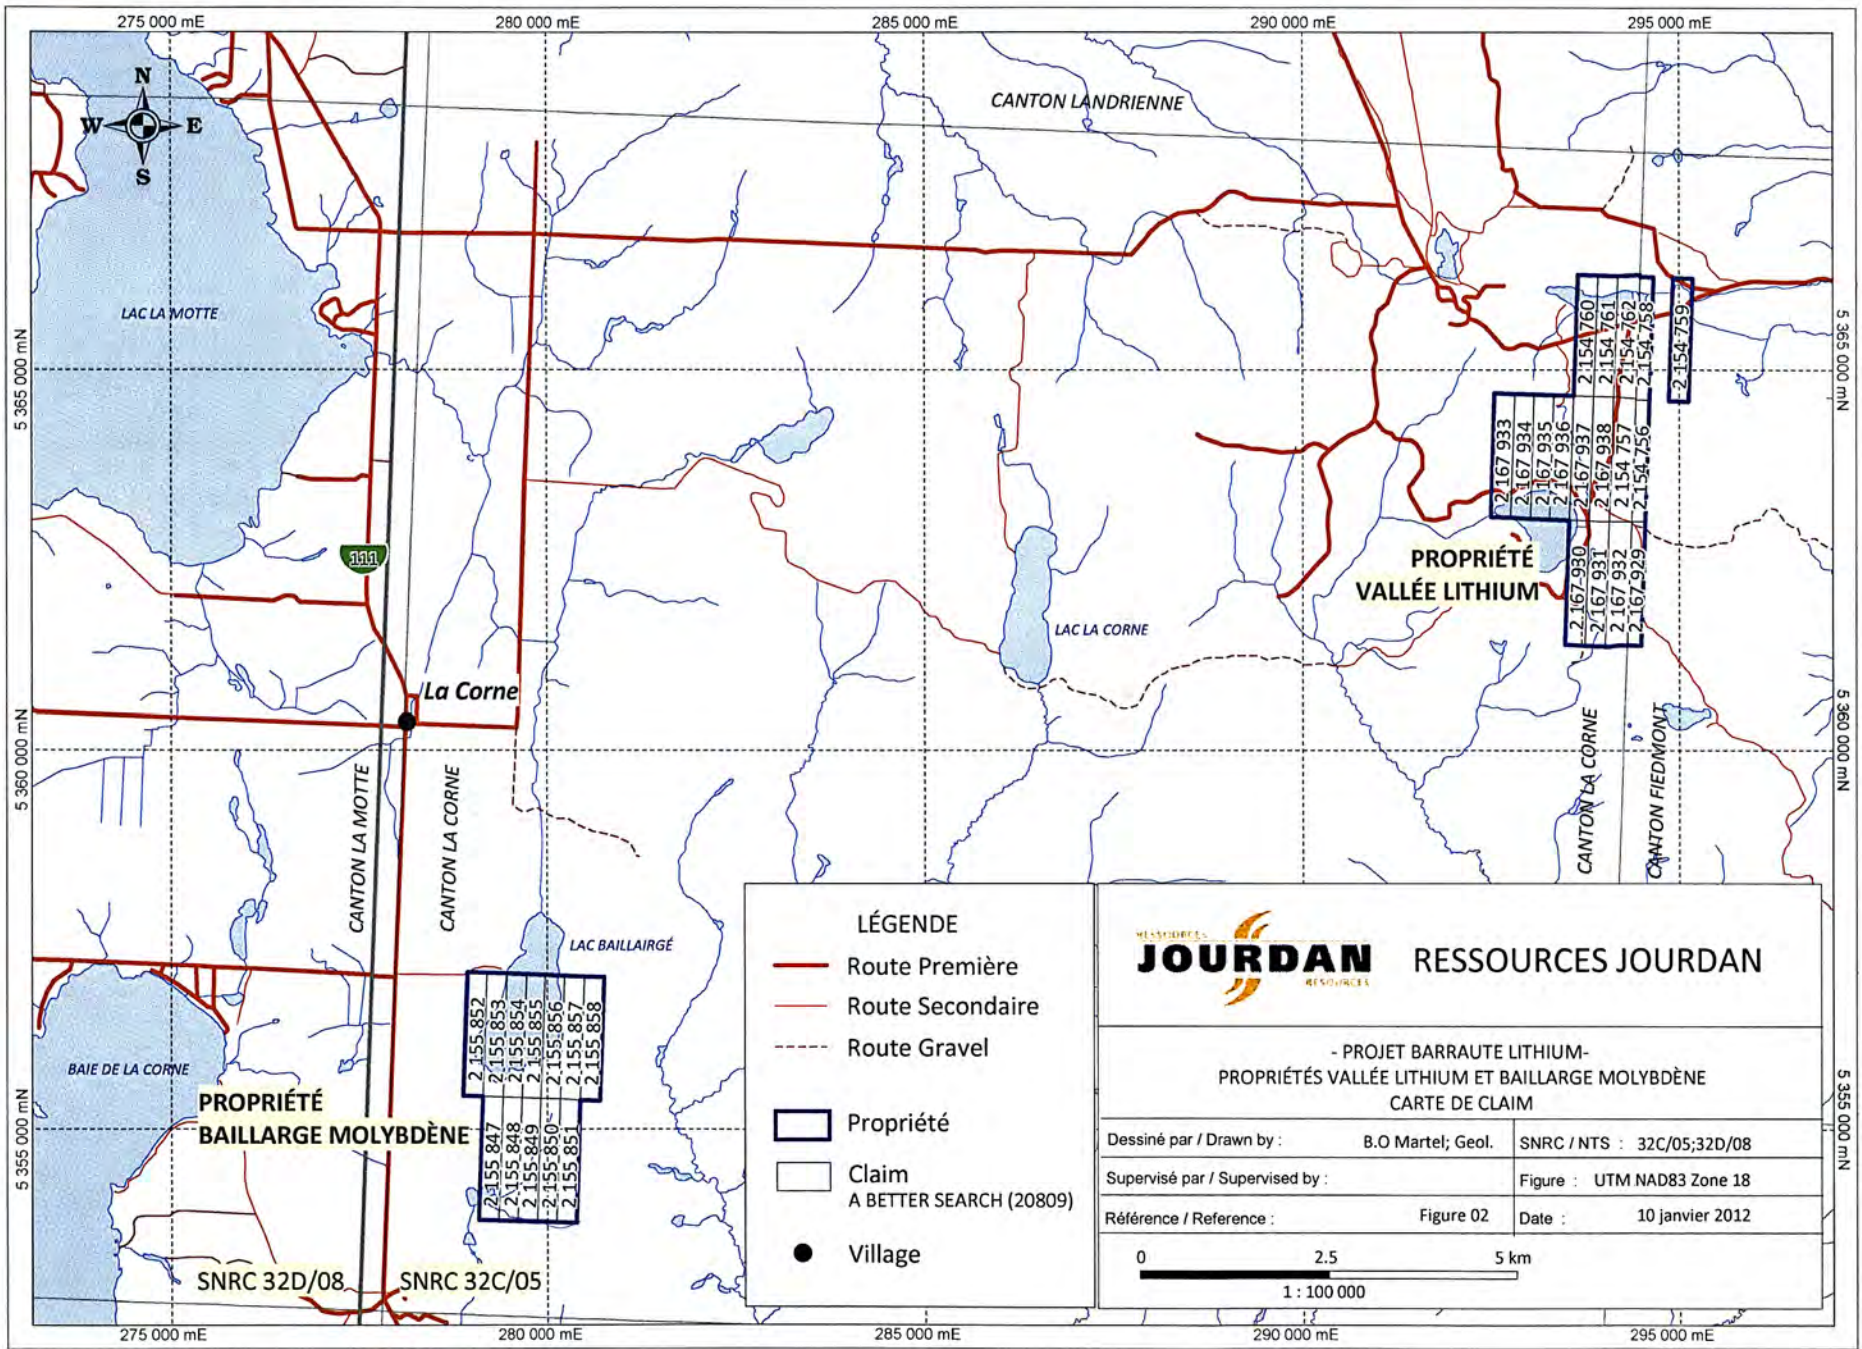 275 000 mE
280 000 mE
285 000 mE
290 000 mE
295 000 mE
N
W
E
S
CANTON LANDRIENNE
LAC LA MOTTE
5 365 000 mN
5 365 000 mN
2 154 760
2 154 761
2 154 762
2 154 758
2 154 759
2 167 933
2 167 934
2 167 935
2 167 936
2 167 937
2 167 938
2 154 757
2 154 756
111
PROPRIÉTÉ
VALLÉE LITHIUM
2 167 930
2 167 931
2 167 932
2 167 929
LAC LA CORNE
La Corne
5 360 000 mN
5 360 000 mN
CANTON LA MOTTE
CANTON LA CORNE
CANTON LA CORNE
CANTON FIEDMONT
LAC BAILLAIRGÉ
2 155 852
2 155 853
2 155 854
2 155 855
2 155 856
2 155 857
2 155 858
BAIE DE LA CORNE
PROPRIÉTÉ
BAILLARGE MOLYBDÈNE
2 155 847
2 155 848
2 155 849
2 155 850
2 155 851
5 355 000 mN
5 355 000 mN
SNRC 32D/08
SNRC 32C/05
LÉGENDE
Route Première
Route Secondaire
Route Gravel
Propriété
Claim
A BETTER SEARCH (20809)
Village
RESSOURCES
JOURDAN
RESOURCES
RESSOURCES JOURDAN
- PROJET BARRAUTE LITHIUM-
PROPRIÉTÉS VALLÉE LITHIUM ET BAILLARGE MOLYBDÈNE
CARTE DE CLAIM
Dessiné par / Drawn by : B.O Martel; Geol.
SNRC / NTS : 32C/05;32D/08
Supervisé par / Supervised by :
Figure : UTM NAD83 Zone 18
Référence / Reference : Figure 02
Date : 10 janvier 2012
0 2.5 5 km
1 : 100 000
275 000 mE
280 000 mE
285 000 mE
290 000 mE
295 000 mE